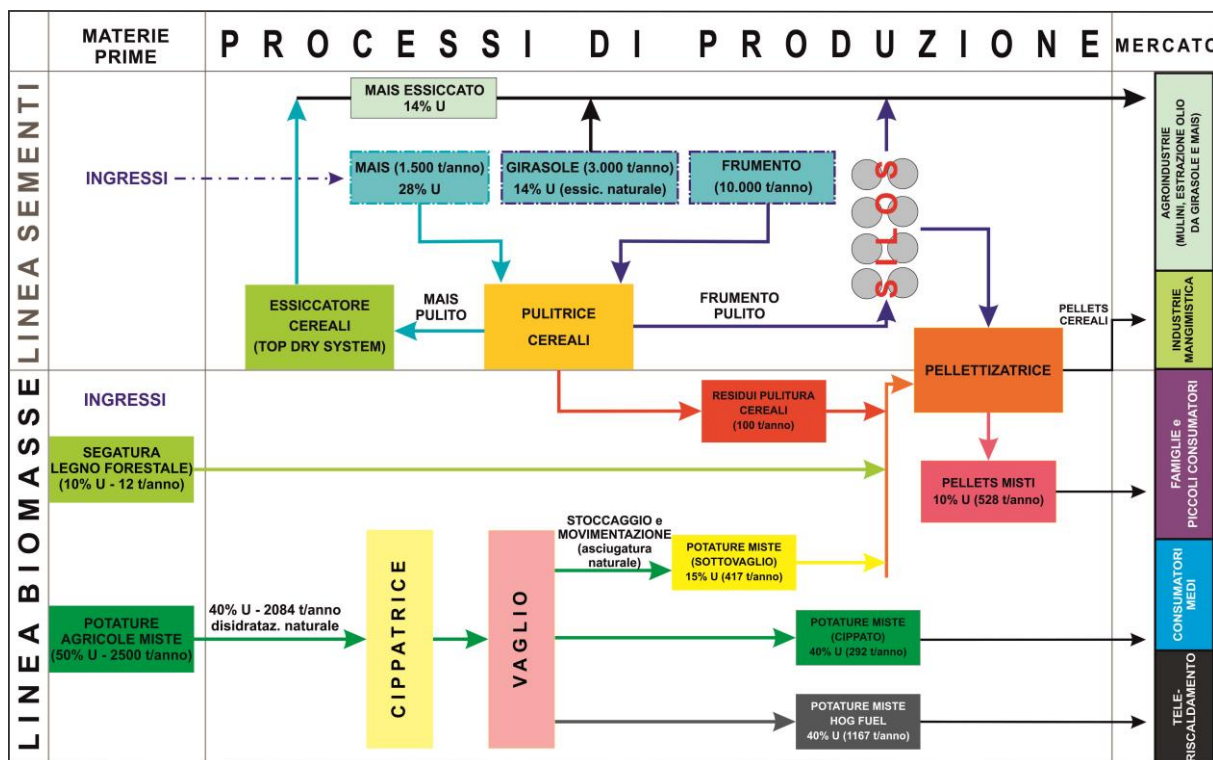 MATERIE
PRIME
PROCESSI DI PRODUZIONE
MERCATO
LINEA SEMENTI
MAIS ESSICCATO
14% U
INGRESSI
MAIS (1.500 t/anno)
28% U
GIRASOLE (3.000 t/anno)
14% U (essic. naturale)
FRUMENTO
(10.000 t/anno)
SOLIS
AGROINDUSTRIE
(MULINI, ESTRAZIONE OLIO
DA GIRASOLE E MAIS)
ESSICCATORE
CEREALI
(TOP DRY SYSTEM)
MAIS
PULITO
PULITRICE
CEREALI
FRUMENTO
PULITO
PELLETTIZATRICE
PELLETS
CEREALI
INDUSTRIE
MANGIMISTICA
LINEA BIOMASSE
INGRESSI
RESIDUI PULITURA
CEREALI
(100 t/anno)
SEGATURA
LEGNO FORESTALE)
(10% U - 12 t/anno)
PELLETS MISTI
10% U (528 t/anno)
FAMIGLIE e
PICCOLI CONSUMATORI
STOCCAGGIO e
MOVIMENTAZIONE
(asciugatura
naturale)
POTATURE MISTE
(SOTTOVAGLIO)
15% U (417 t/anno)
POTATURE
AGRICOLE MISTE
(50% U - 2500 t/anno)
40% U - 2084 t/anno
disidrataz. naturale
CIPPATRICE
VAGLIO
POTATURE MISTE
(CIPPATO)
40% U (292 t/anno)
CONSUMATORI
MEDI
POTATURE MISTE
HOG FUEL
40% U (1167 t/anno)
TELE-
RISCALDAMENTO